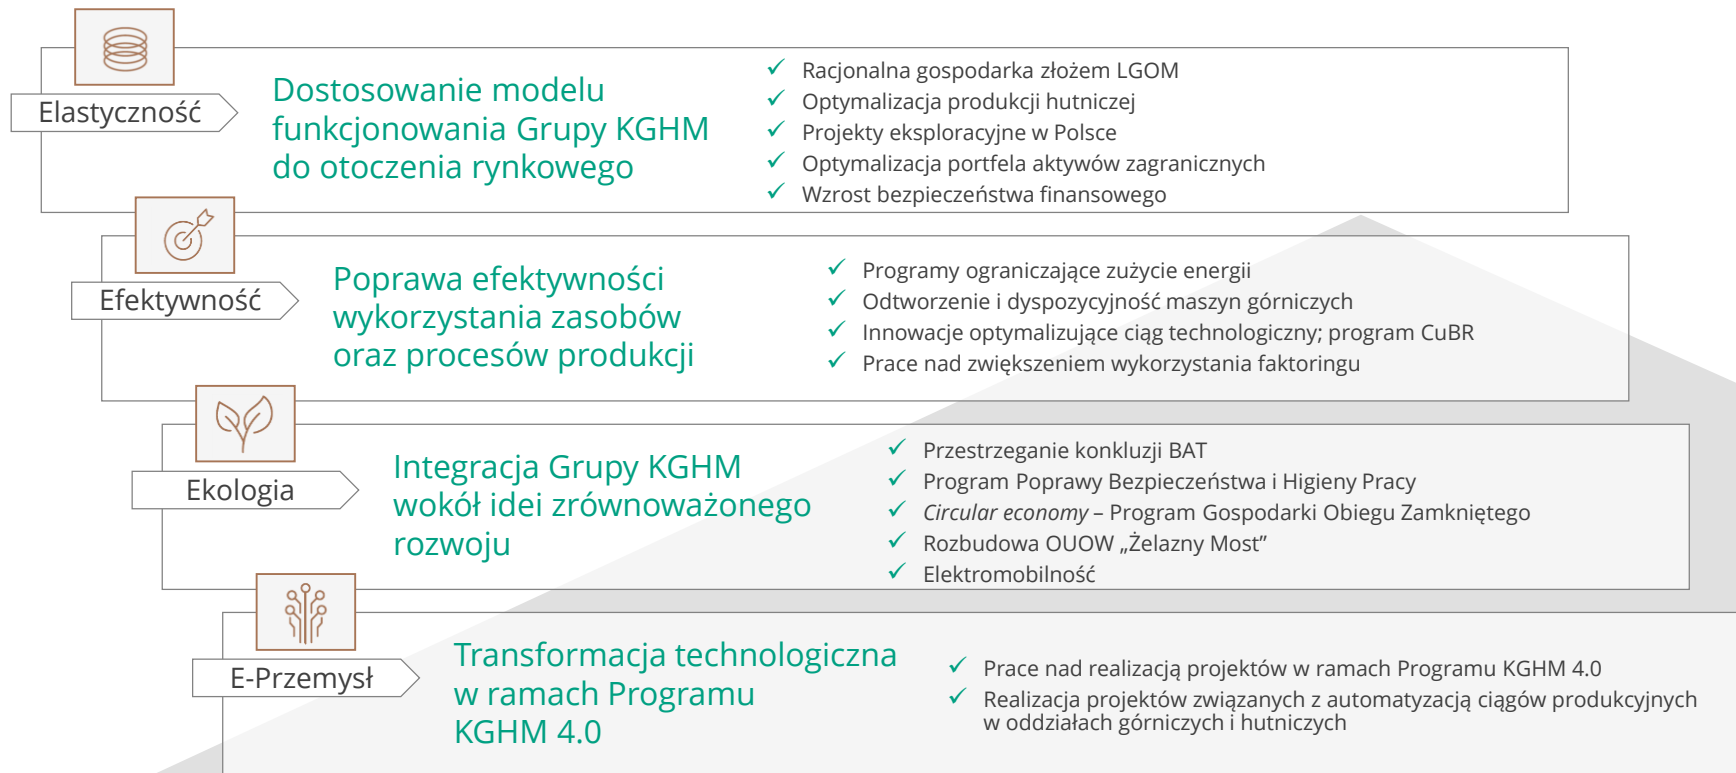 Elastyczność
Dostosowanie modelu
funkcjonowania Grupy KGHM
do otoczenia rynkowego
✓ Racjonalna gospodarka złożem LGOM
✓ Optymalizacja produkcji hutniczej
✓ Projekty eksploracyjne w Polsce
✓ Optymalizacja portfela aktywów zagranicznych
✓ Wzrost bezpieczeństwa finansowego
Efektywność
Poprawa efektywności
wykorzystania zasobów
oraz procesów produkcji
✓ Programy ograniczające zużycie energii
✓ Odtworzenie i dyspozycyjność maszyn górniczych
✓ Innowacje optymalizujące ciąg technologiczny; program CuBR
✓ Prace nad zwiększeniem wykorzystania faktoringu
Ekologia
Integracja Grupy KGHM
wokół idei zrównoważonego
rozwoju
✓ Przestrzeganie konkluzji BAT
✓ Program Poprawy Bezpieczeństwa i Higieny Pracy
✓ Circular economy – Program Gospodarki Obiegu Zamkniętego
✓ Rozbudowa OUOW „Żelazny Most”
✓ Elektromobilność
E-Przemysł
Transformacja technologiczna
w ramach Programu
KGHM 4.0
✓ Prace nad realizacją projektów w ramach Programu KGHM 4.0
✓ Realizacja projektów związanych z automatyzacją ciągów produkcyjnych
w oddziałach górniczych i hutniczych